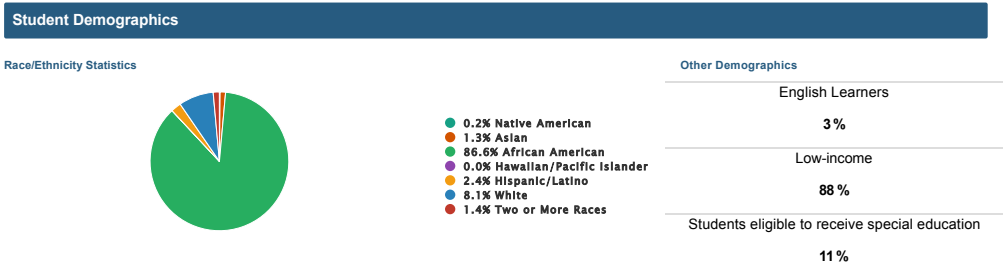 Student Demographics
Race/Ethnicity Statistics
0.2% Native American
1.3% Asian
86.6% African American
0.0% Hawaiian/Pacific Islander
2.4% Hispanic/Latino
8.1% White
1.4% Two or More Races
Other Demographics
English Learners
3 %
Low-income
88 %
Students eligible to receive special education
11 %